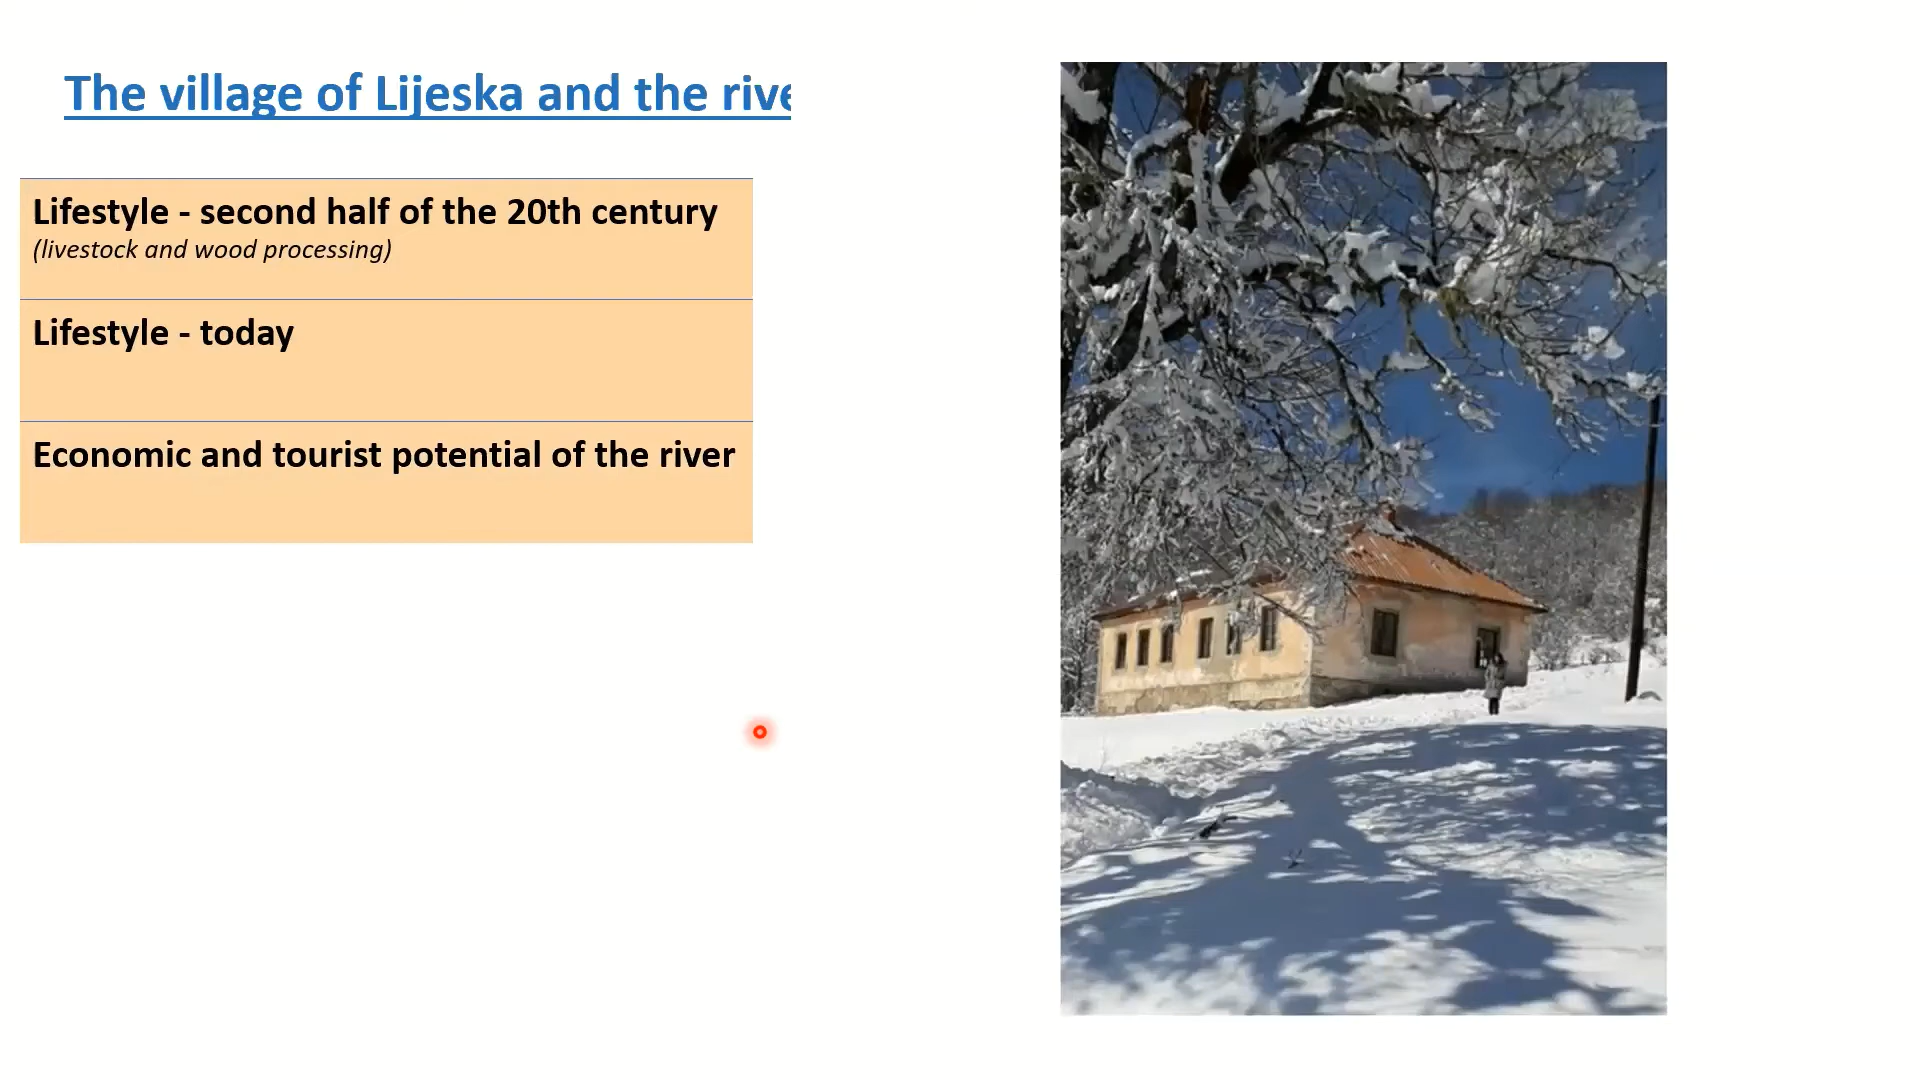 The village of Lijeska and the rive
Lifestyle - second half of the 20th century
(livestock and wood processing)
Lifestyle - today
Economic and tourist potential of the river